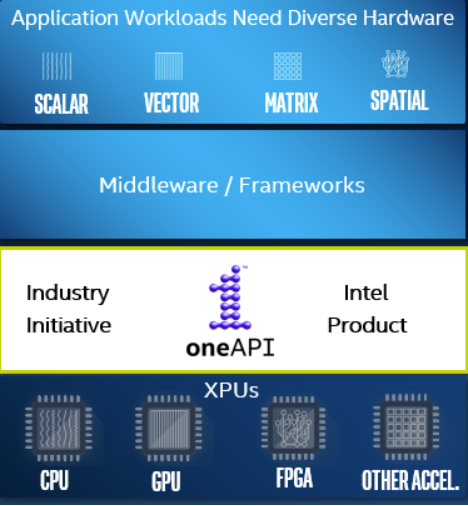 Application Workloads Need Diverse Hardware
SCALAR VECTOR MATRIX SPATIAL
Middleware / Frameworks
Industry
Initiative
™
oneAPI
Intel
Product
XPUs
CPU GPU FPGA OTHER ACCEL.